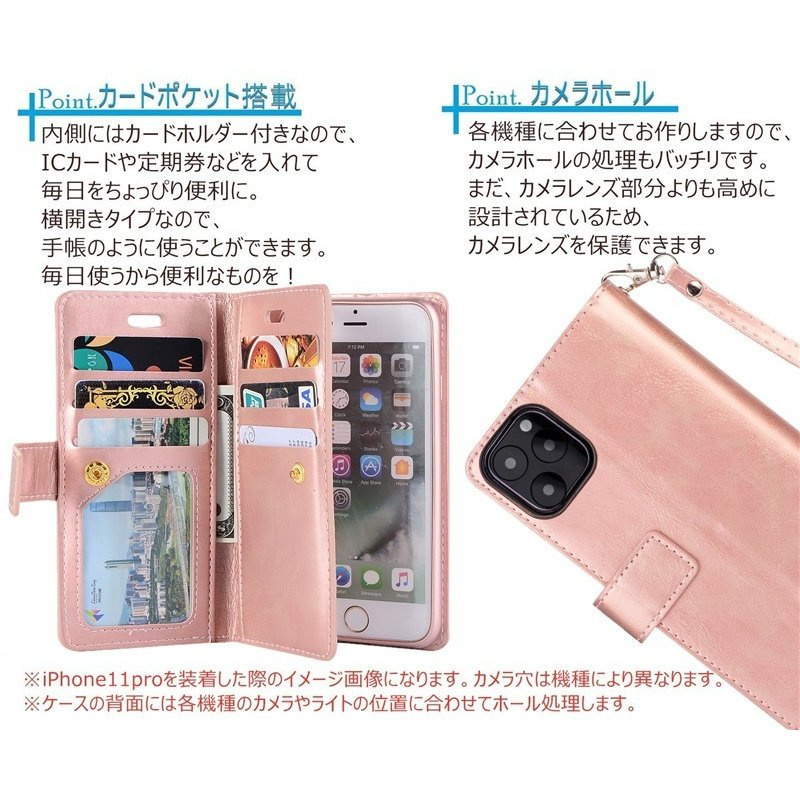 Point.カードポケット搭載
内側にはカードホルダー付きなので、
ICカードや定期券などを入れて
毎日をちょっぴり便利に。
横開きタイプなので、
手帳のように使うことができます。
毎日使うから便利なものを！
Point. カメラホール
各機種に合わせてお作りしますので、
カメラホールの処理もバッチリです。
まだ、カメラレンズ部分よりも高めに
設計されているため、
カメラレンズを保護できます。
VISA
7:12 PM
17
Calendar
Photos
Camera
Clock
Weather
※iPhone11proを装着した際のイメージ画像になります。カメラ穴は機種により異なります。
※ケースの背面には各機種のカメラやライトの位置に合わせてホール処理します。